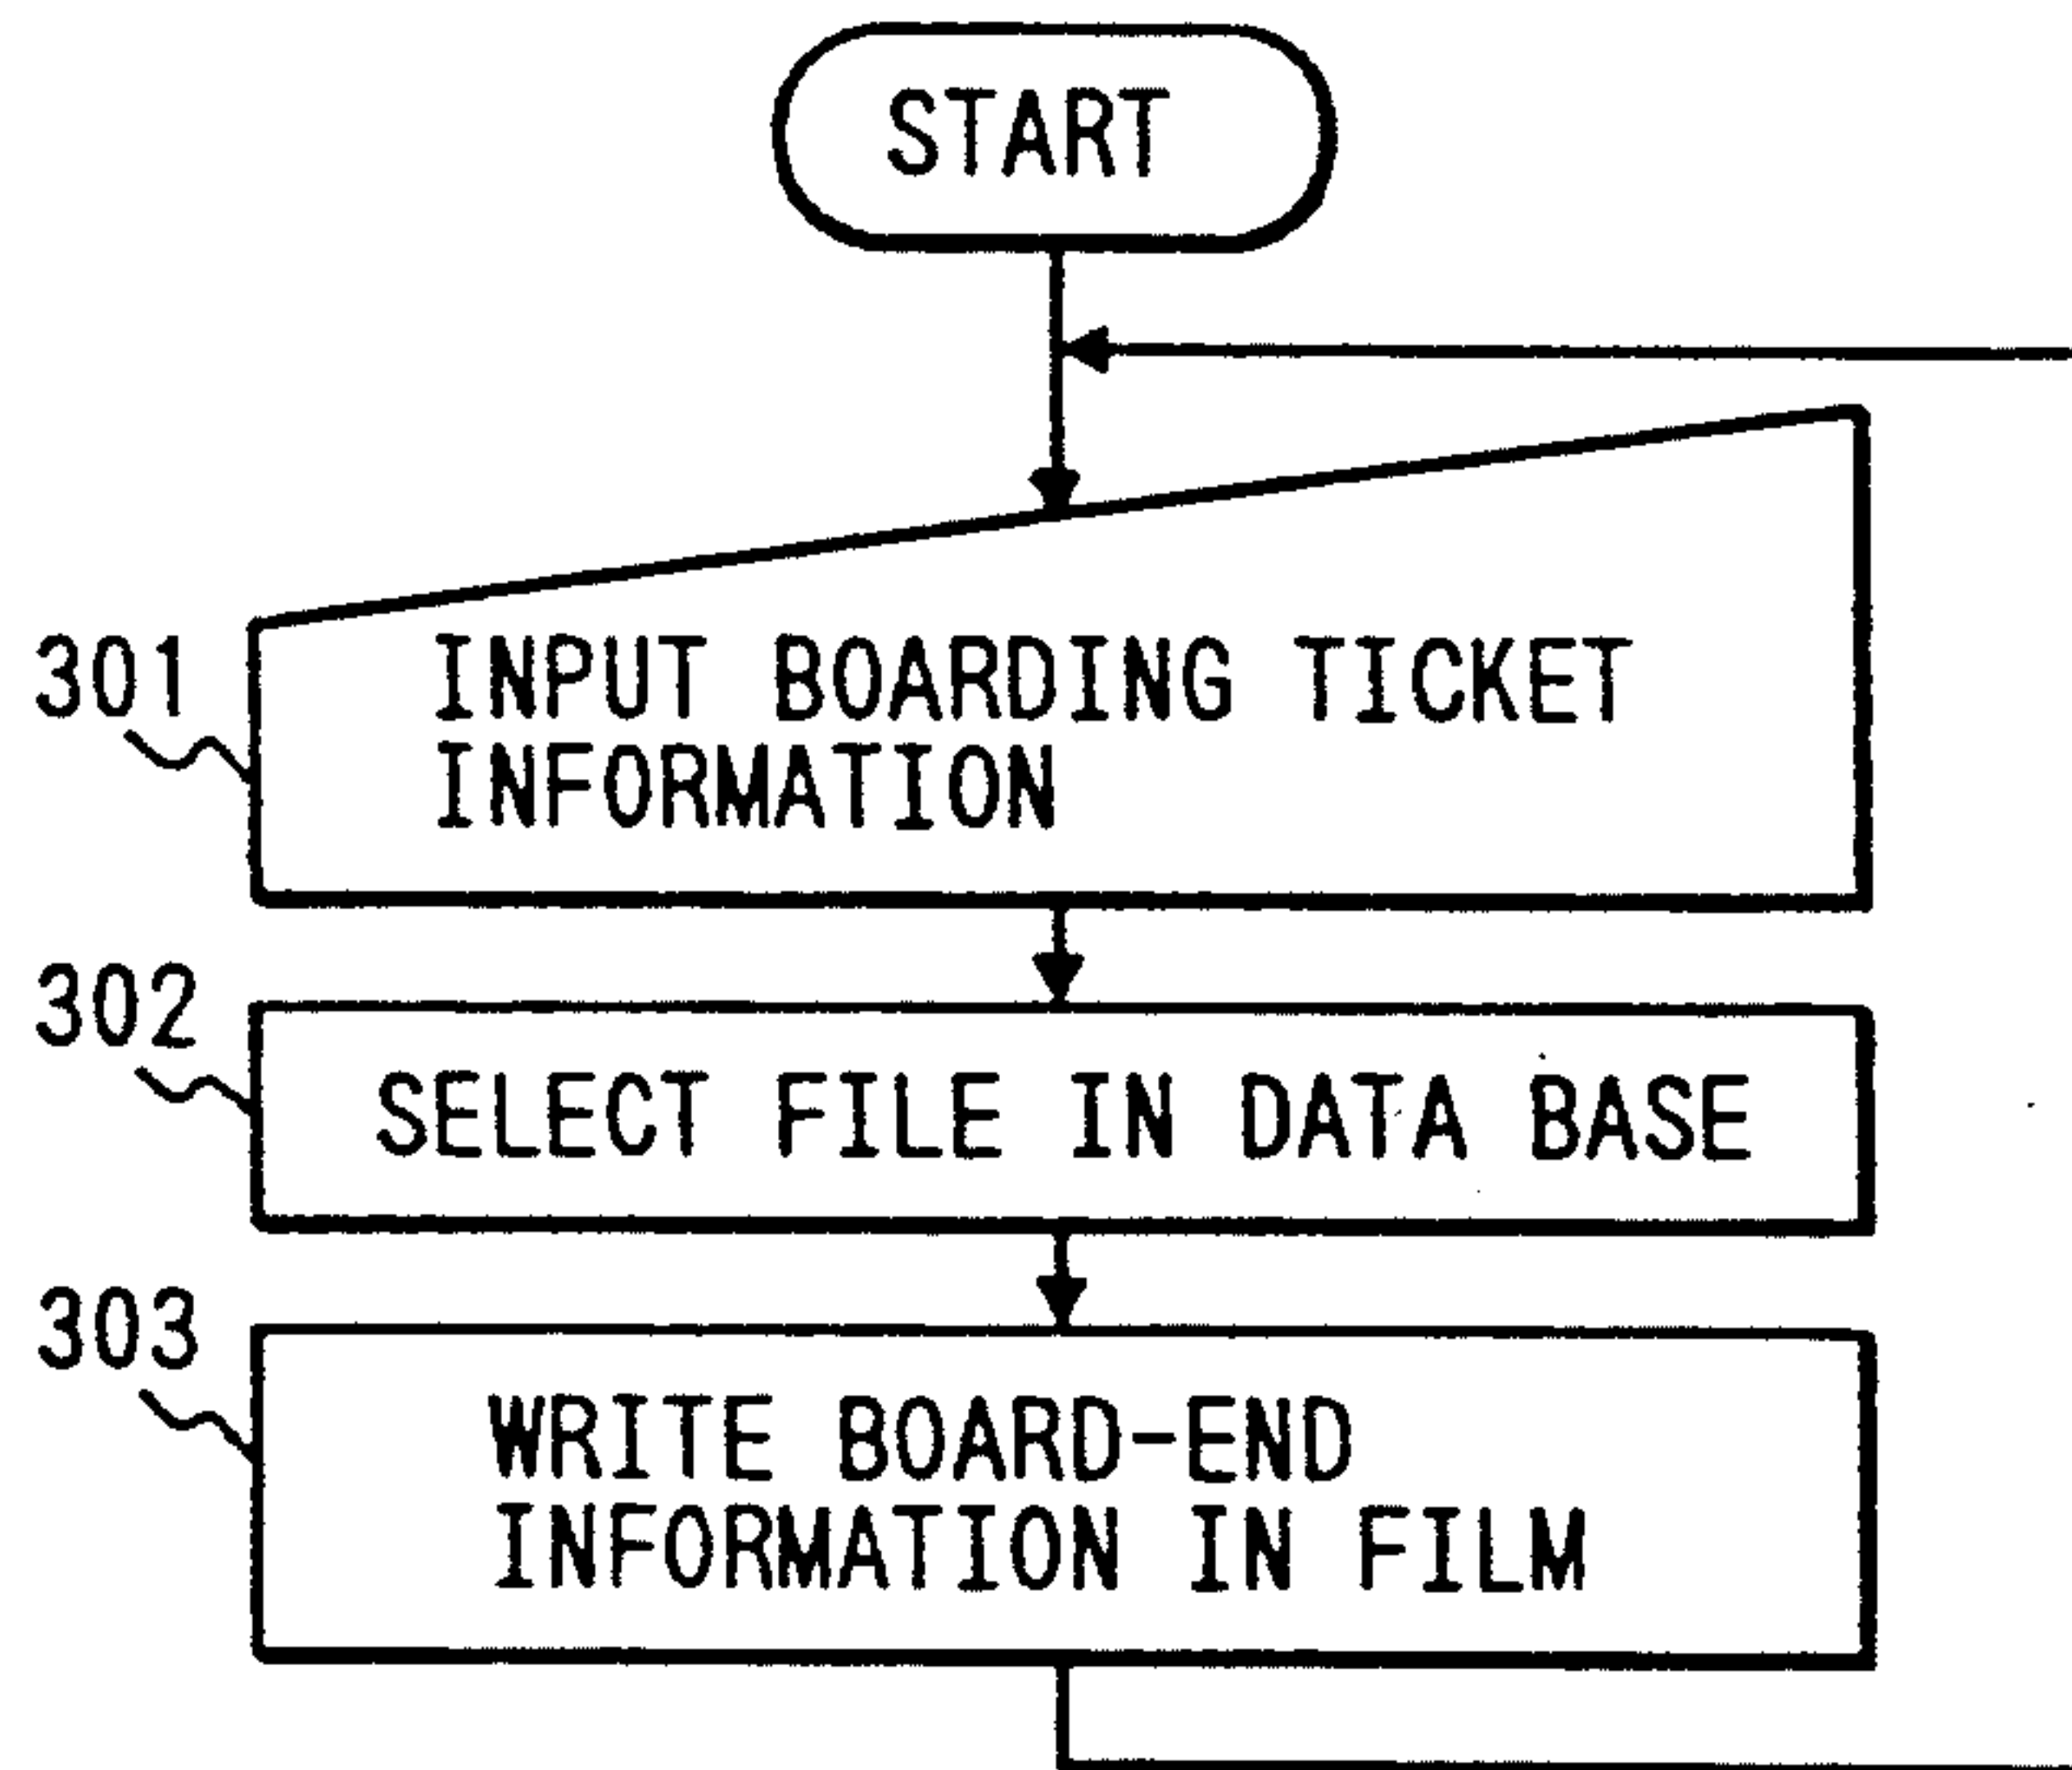 START
301
INPUT BOARDING TICKET
INFORMATION
302
SELECT FILE IN DATA BASE
303
WRITE BOARD-END
INFORMATION IN FILM